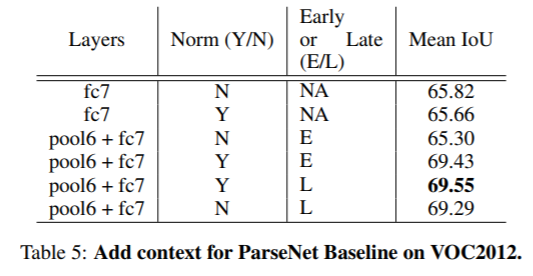 Layers Norm (Y/N) Early or Late (E/L) Mean IoU
fc7 N NA 65.82
fc7 Y NA 65.66
pool6 + fc7 N E 65.30
pool6 + fc7 Y E 69.43
pool6 + fc7 Y L 69.55
pool6 + fc7 N L 69.29
Table 5: Add context for ParseNet Baseline on VOC2012.